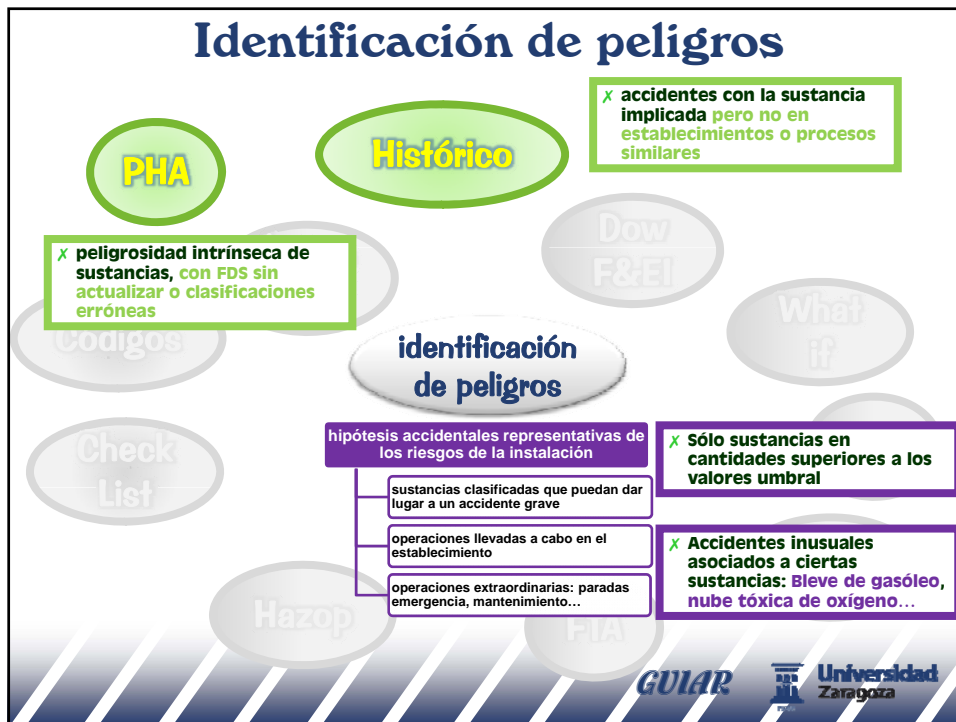 Identificación de peligros
✗ accidentes con la sustancia
implicada pero no en
establecimientos o procesos
similares
PHA
Histórico
Dow
F&EI
✗ peligrosidad intrínseca de
sustancias, con FDS sin
actualizar o clasificaciones
erróneas
Códigos
What
if
identificación
de peligros
Check
List
hipótesis accidentales representativas de
los riesgos de la instalación
✗ Sólo sustancias en
cantidades superiores a los
valores umbral
sustancias clasificadas que puedan dar
lugar a un accidente grave
operaciones llevadas a cabo en el
establecimiento
✗ Accidentes inusuales
asociados a ciertas
sustancias: Bleve de gasóleo,
nube tóxica de oxígeno...
operaciones extraordinarias: paradas
emergencia, mantenimiento...
Hazop
FTA
GUIAR
Universidad
Zaragoza